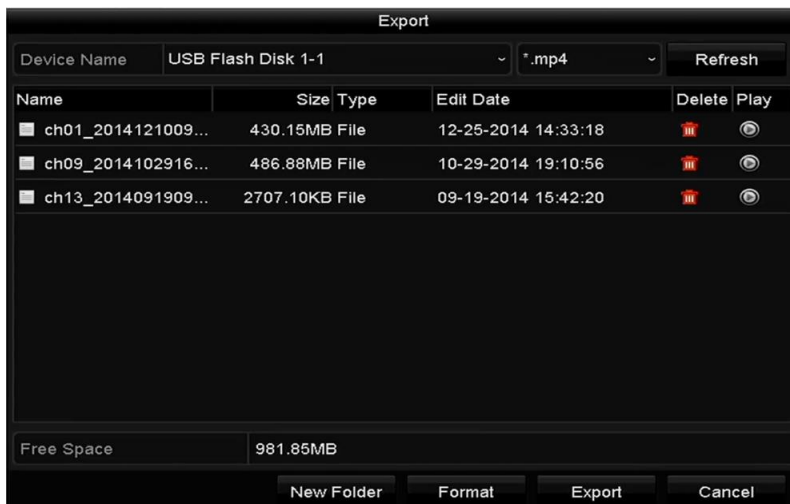 Export
Device Name USB Flash Disk 1-1 *.mp4 Refresh
Name Size Type Edit Date Delete Play
ch01_2014121009... 430.15MB File 12-25-2014 14:33:18
ch09_2014102916... 486.88MB File 10-29-2014 19:10:56
ch13_2014091909... 2707.10KB File 09-19-2014 15:42:20
Free Space 981.85MB
New Folder Format Export Cancel